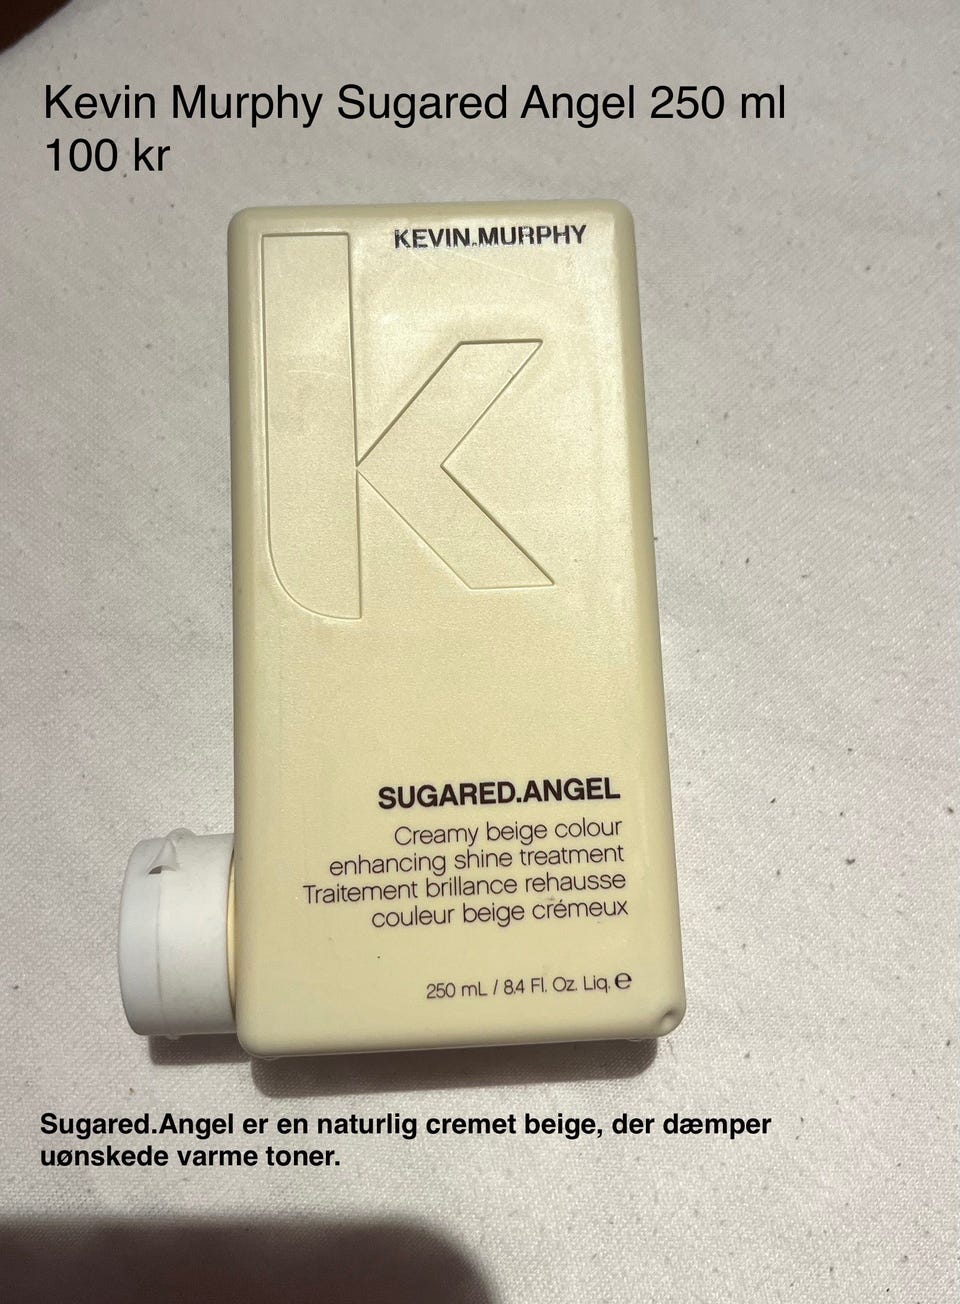 Kevin Murphy Sugared Angel 250 ml
100 kr
KEVIN.MURPHY
k
SUGARED.ANGEL
Creamy beige colour
enhancing shine treatment
Traitement brillance rehausse
couleur beige crémeux
250 mL / 8.4 Fl. Oz. Liq. e
Sugared.Angel er en naturlig cremet beige, der dæmper
uønskede varme toner.